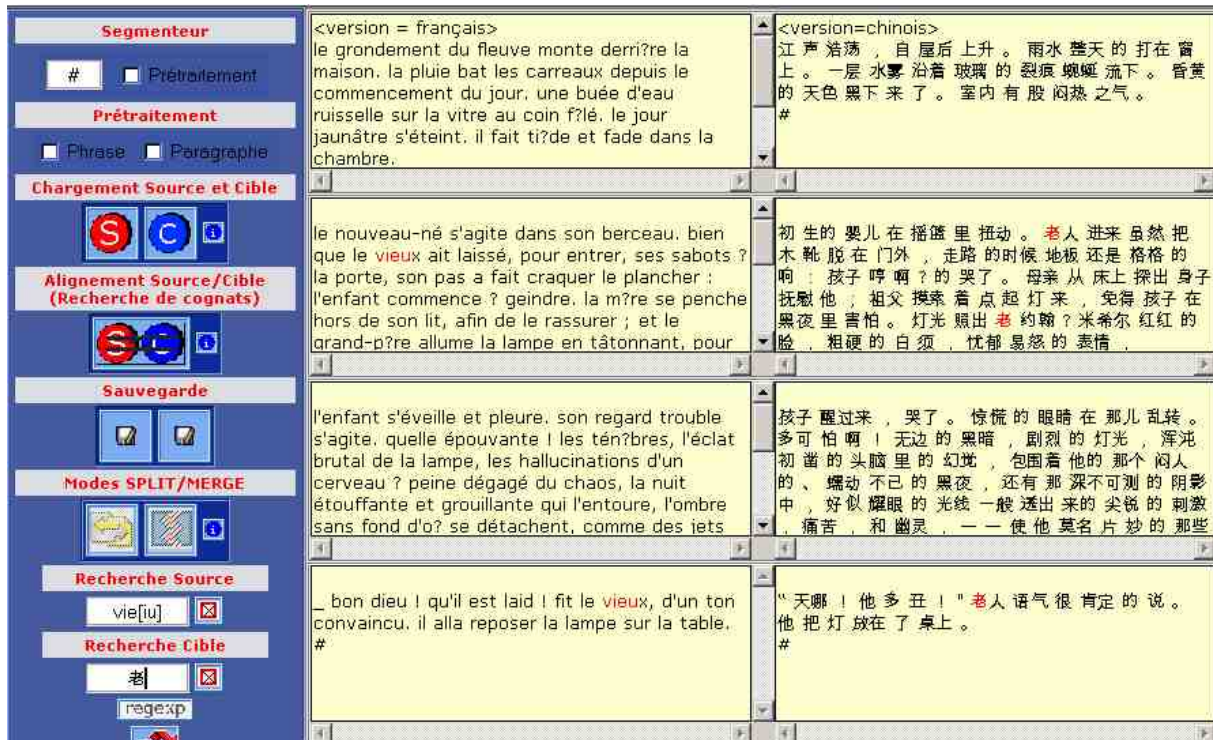 Segmenteur
#
Prétraitement
Prétraitement
Phrase
Paragraphe
Chargement Source et Cible
S
C
Alignement Source/Cible
(Recherche de cognats)
S
C
Sauvegarde
Modes SPLIT/MERGE
Recherche Source
vie[iu]
Recherche Cible
老
regexp
<version = français>
le grondement du fleuve monte derri?re la
maison. la pluie bat les carreaux depuis le
commencement du jour. une buée d'eau
ruisselle sur la vitre au coin f?lé. le jour
jaunâtre s'éteint. il fait ti?de et fade dans la
chambre.
<version=chinois>
江 声 浩荡 , 自 屋后 上升 。 雨水 整天 的 打在 窗
上 。 一层 水雾 沿着 玻璃 的 裂痕 蜿蜒 流下 。 昏黄
的 天色 黑下 来 了 。 室内 有 股 闷热 之气 。
#
le nouveau-né s'agite dans son berceau. bien
que le vieux ait laissé, pour entrer, ses sabots ?
la porte, son pas a fait craquer le plancher :
l'enfant commence ? geindre. la m?re se penche
hors de son lit, afin de le rassurer ; et le
grand-p?re allume la lampe en tâtonnant, pour
初 生的 婴儿 在 摇篮 里 扭动 。 老人 进来 虽然 把
木 靴 脱 在 门外 , 走路 的时候 地板 还是 格格 的
响 : 孩子 哼 啊 ? 的 哭了 。 母亲 从 床上 探出 身子
抚慰 他 ; 祖父 摸索 着 点 起 灯 来 , 免得 孩子 在
黑夜 里 害怕 。 灯光 照出 老 约翰 ? 米希尔 红红 的
脸 , 粗硬 的 白 须 , 忧郁 易怒 的 表情 ,
l'enfant s'éveille et pleure. son regard trouble
s'agite. quelle épouvante ! les tén?bres, l'éclat
brutal de la lampe, les hallucinations d'un
cerveau ? peine dégagé du chaos, la nuit
étouffante et grouillante qui l'entoure, l'ombre
sans fond d'o? se détachent, comme des jets
孩子 醒过来 , 哭了 。 惊慌 的 眼睛 在 那儿 乱转 。
多可 怕 啊 ! 无边 的 黑暗 , 剧烈 的 灯光 , 浑沌
初 凿 的 头脑 里 的 幻觉 , 包围着 他的 那个 闷人
的 、 蠕动 不已 的 黑夜 , 还有 那 深不可测 的 阴影
中 , 好似 耀眼 的 光线 一般 透出 来的 尖锐 的 刺激
, 痛苦 , 和 幽灵 , 一 一 使 他 莫名 片 妙 的 那些
_ bon dieu ! qu'il est laid ! fit le vieux, d'un ton
convaincu. il alla reposer la lampe sur la table.
#
“ 天哪 ! 他 多 丑 ! " 老人 语气 很 肯定 的 说 。
他 把 灯 放在 了 桌上 。
#